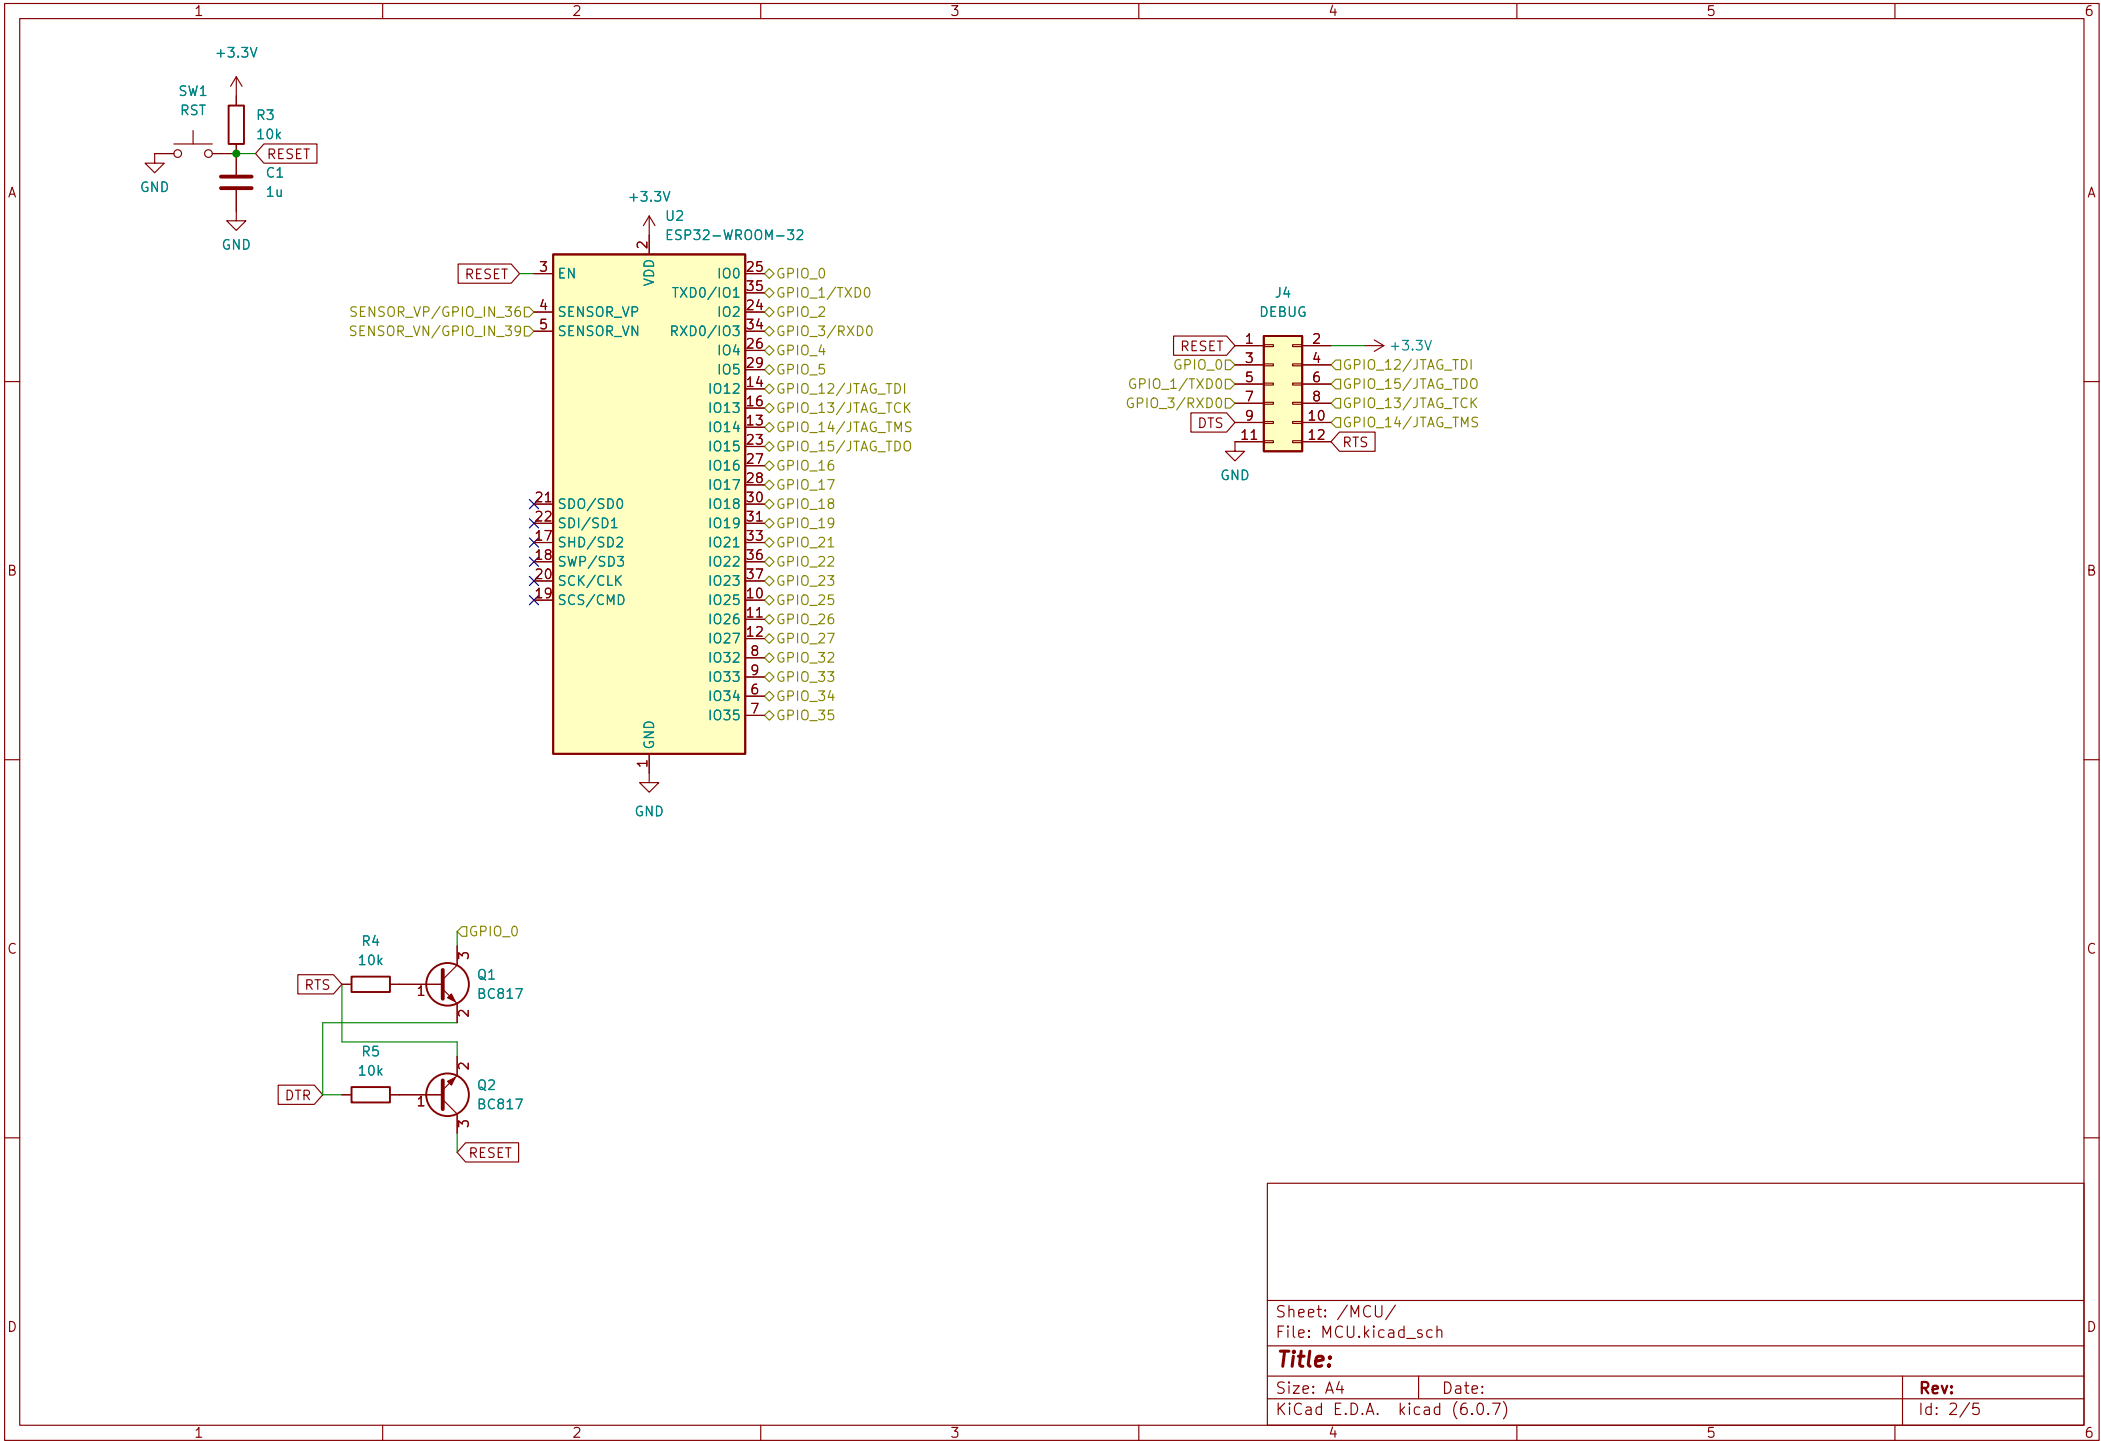 1 2 3 4 5 6
+3.3V
SW1
RST
R3
10k
RESET
GND
C1
1u
GND
A A
+3.3V
U2
ESP32-WROOM-32
2
VDD
RESET 3 EN
SENSOR_VP/GPIO_IN_36 4 SENSOR_VP
SENSOR_VN/GPIO_IN_39 5 SENSOR_VN
21 SDO/SD0
22 SDI/SD1
17 SHD/SD2
18 SWP/SD3
20 SCK/CLK
19 SCS/CMD
IO0 25 GPIO_0
TXD0/IO1 35 GPIO_1/TXD0
IO2 24 GPIO_2
RXD0/IO3 34 GPIO_3/RXD0
IO4 26 GPIO_4
IO5 29 GPIO_5
IO12 14 GPIO_12/JTAG_TDI
IO13 16 GPIO_13/JTAG_TCK
IO14 13 GPIO_14/JTAG_TMS
IO15 23 GPIO_15/JTAG_TDO
IO16 27 GPIO_16
IO17 28 GPIO_17
IO18 30 GPIO_18
IO19 31 GPIO_19
IO21 33 GPIO_21
IO22 36 GPIO_22
IO23 37 GPIO_23
IO25 10 GPIO_25
IO26 11 GPIO_26
IO27 12 GPIO_27
IO32 8 GPIO_32
IO33 9 GPIO_33
IO34 6 GPIO_34
IO35 7 GPIO_35
GND
1
GND
J4
DEBUG
RESET 1 2 +3.3V
GPIO_0 3 4 GPIO_12/JTAG_TDI
GPIO_1/TXD0 5 6 GPIO_15/JTAG_TDO
GPIO_3/RXD0 7 8 GPIO_13/JTAG_TCK
DTS 9 10 GPIO_14/JTAG_TMS
11 12 RTS
GND
B B
C C
GPIO_0
R4
10k
RTS
3
Q1
BC817
1
2
R5
10k
DTR
2
Q2
BC817
1
3
RESET
D D
Sheet: /MCU/
File: MCU.kicad_sch
Title:
Size: A4 Date: Rev:
KiCad E.D.A. kicad (6.0.7) Id: 2/5
1 2 3 4 5 6